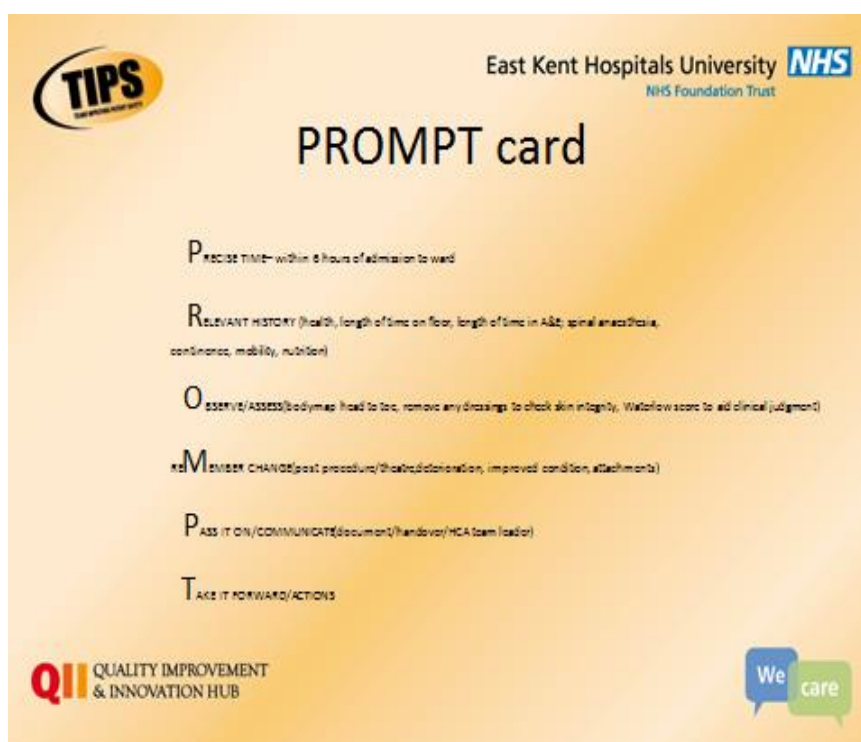 TIPS
East Kent Hospitals University NHS
NHS Foundation Trust
PROMPT card
PRECISE TIME– within 6 hours of admission to ward
RELEVANT HISTORY (health, length of time on floor, length of time in A&E; spinal anaesthesia,
continence, mobility, nutrition)
OBSERVE/ASSESS(bodymap head to toe, remove any dressings to check skin integrity, Waterlow score to aid clinical judgment)
REMEMBER CHANGE(post procedure/theatre,deterioration, improved condition, attachments)
PASS IT ON/COMMUNICATE(document/handover/HCA team leader)
TAKE IT FORWARD/ACTIONS
QII QUALITY IMPROVEMENT
& INNOVATION HUB
We
care